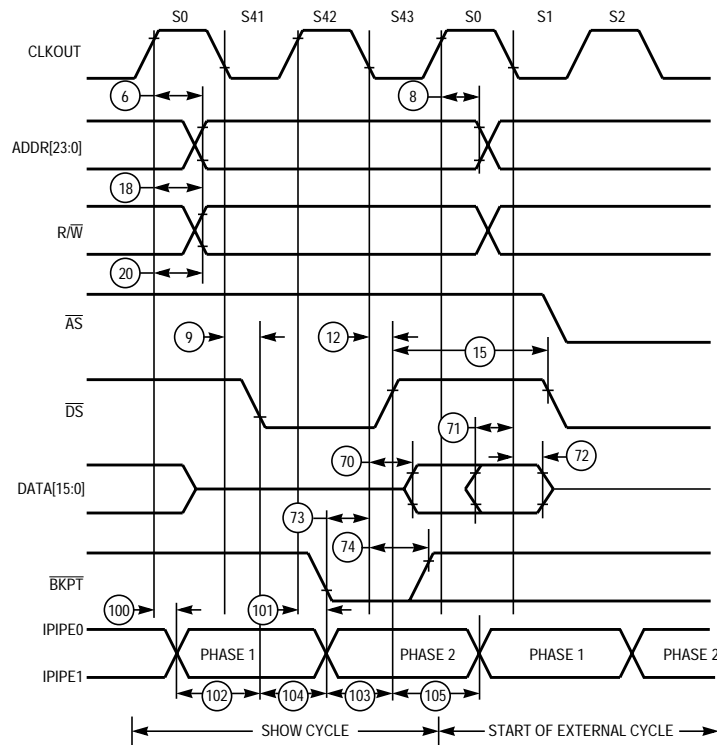 S0 S41 S42 S43 S0 S1 S2
CLKOUT
6 8
ADDR[23:0]
18
R/W
20
AS
9 12 15
DS
71
70 72
DATA[15:0]
73
74
BKPT
100 101
IPIPE0
PHASE 1 PHASE 2 PHASE 1 PHASE 2
IPIPE1
102 104 103 105
SHOW CYCLE START OF EXTERNAL CYCLE